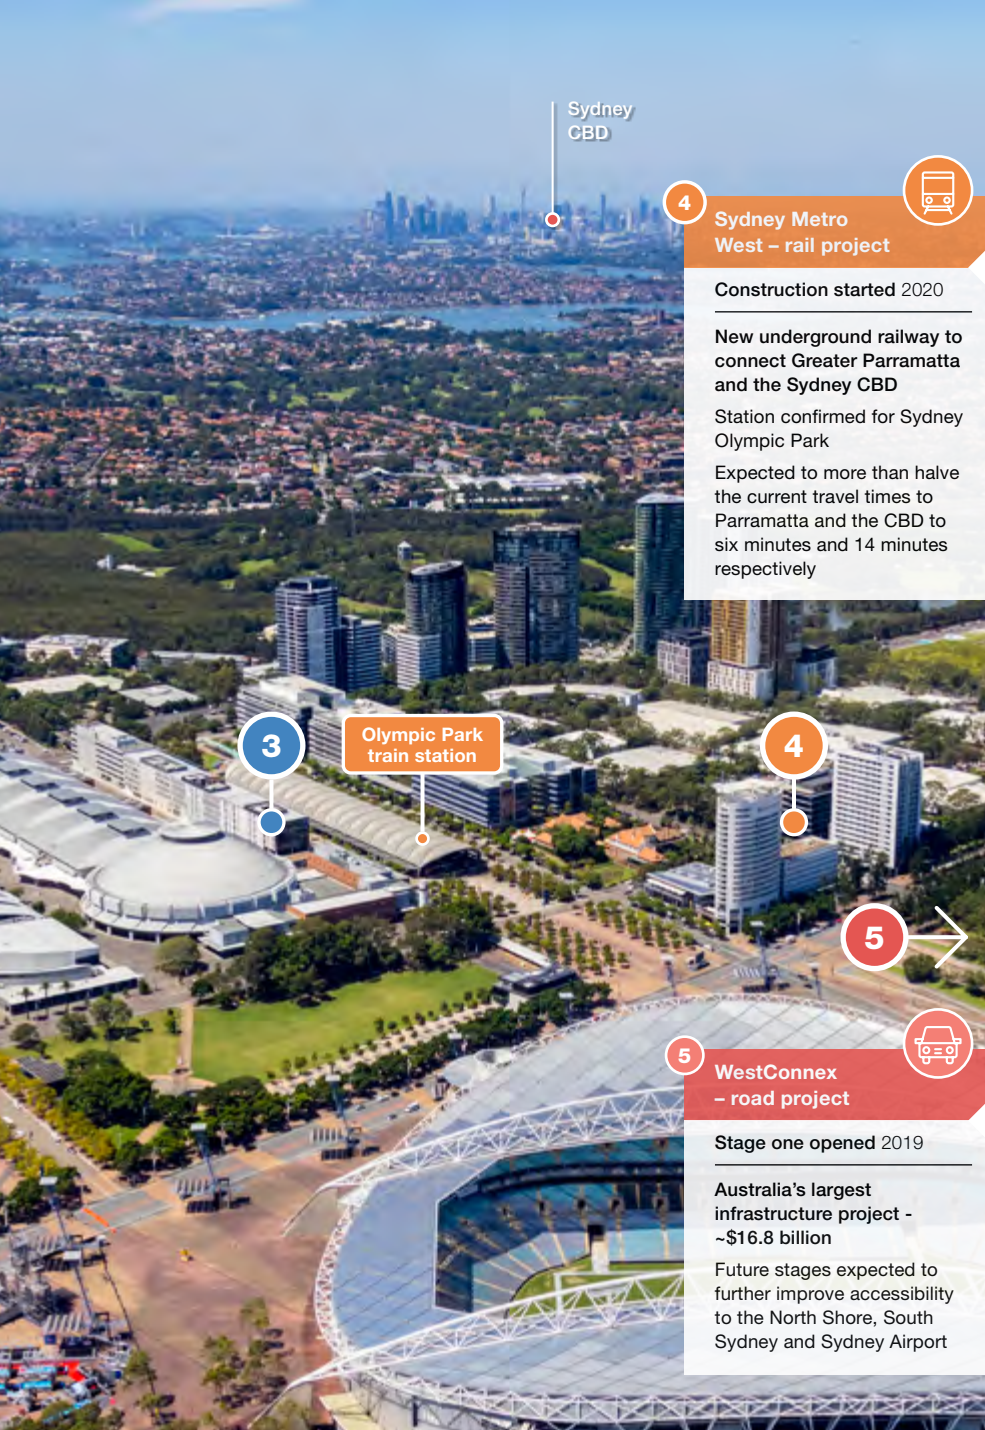 Sydney
CBD
4
Sydney Metro
West – rail project
Construction started 2020
New underground railway to
connect Greater Parramatta
and the Sydney CBD
Station confirmed for Sydney
Olympic Park
Expected to more than halve
the current travel times to
Parramatta and the CBD to
six minutes and 14 minutes
respectively
3
Olympic Park
train station
4
5
5
WestConnex
– road project
Stage one opened 2019
Australia’s largest
infrastructure project -
~$16.8 billion
Future stages expected to
further improve accessibility
to the North Shore, South
Sydney and Sydney Airport